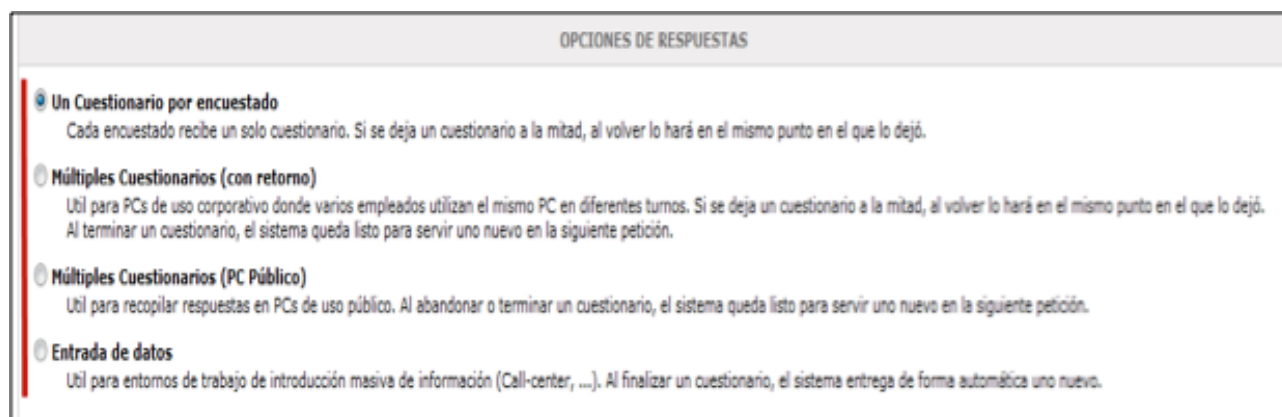 OPCIONES DE RESPUESTAS
Un Cuestionario por encuestado
Cada encuestado recibe un solo cuestionario. Si se deja un cuestionario a la mitad, al volver lo hará en el mismo punto en el que lo dejó.
Múltiples Cuestionarios (con retorno)
Util para PCs de uso corporativo donde varios empleados utilizan el mismo PC en diferentes turnos. Si se deja un cuestionario a la mitad, al volver lo hará en el mismo punto en el que lo dejó.
Al terminar un cuestionario, el sistema queda listo para servir uno nuevo en la siguiente petición.
Múltiples Cuestionarios (PC Público)
Util para recopilar respuestas en PCs de uso público. Al abandonar o terminar un cuestionario, el sistema queda listo para servir uno nuevo en la siguiente petición.
Entrada de datos
Util para entornos de trabajo de introducción masiva de información (Call-center, ...). Al finalizar un cuestionario, el sistema entrega de forma automática uno nuevo.